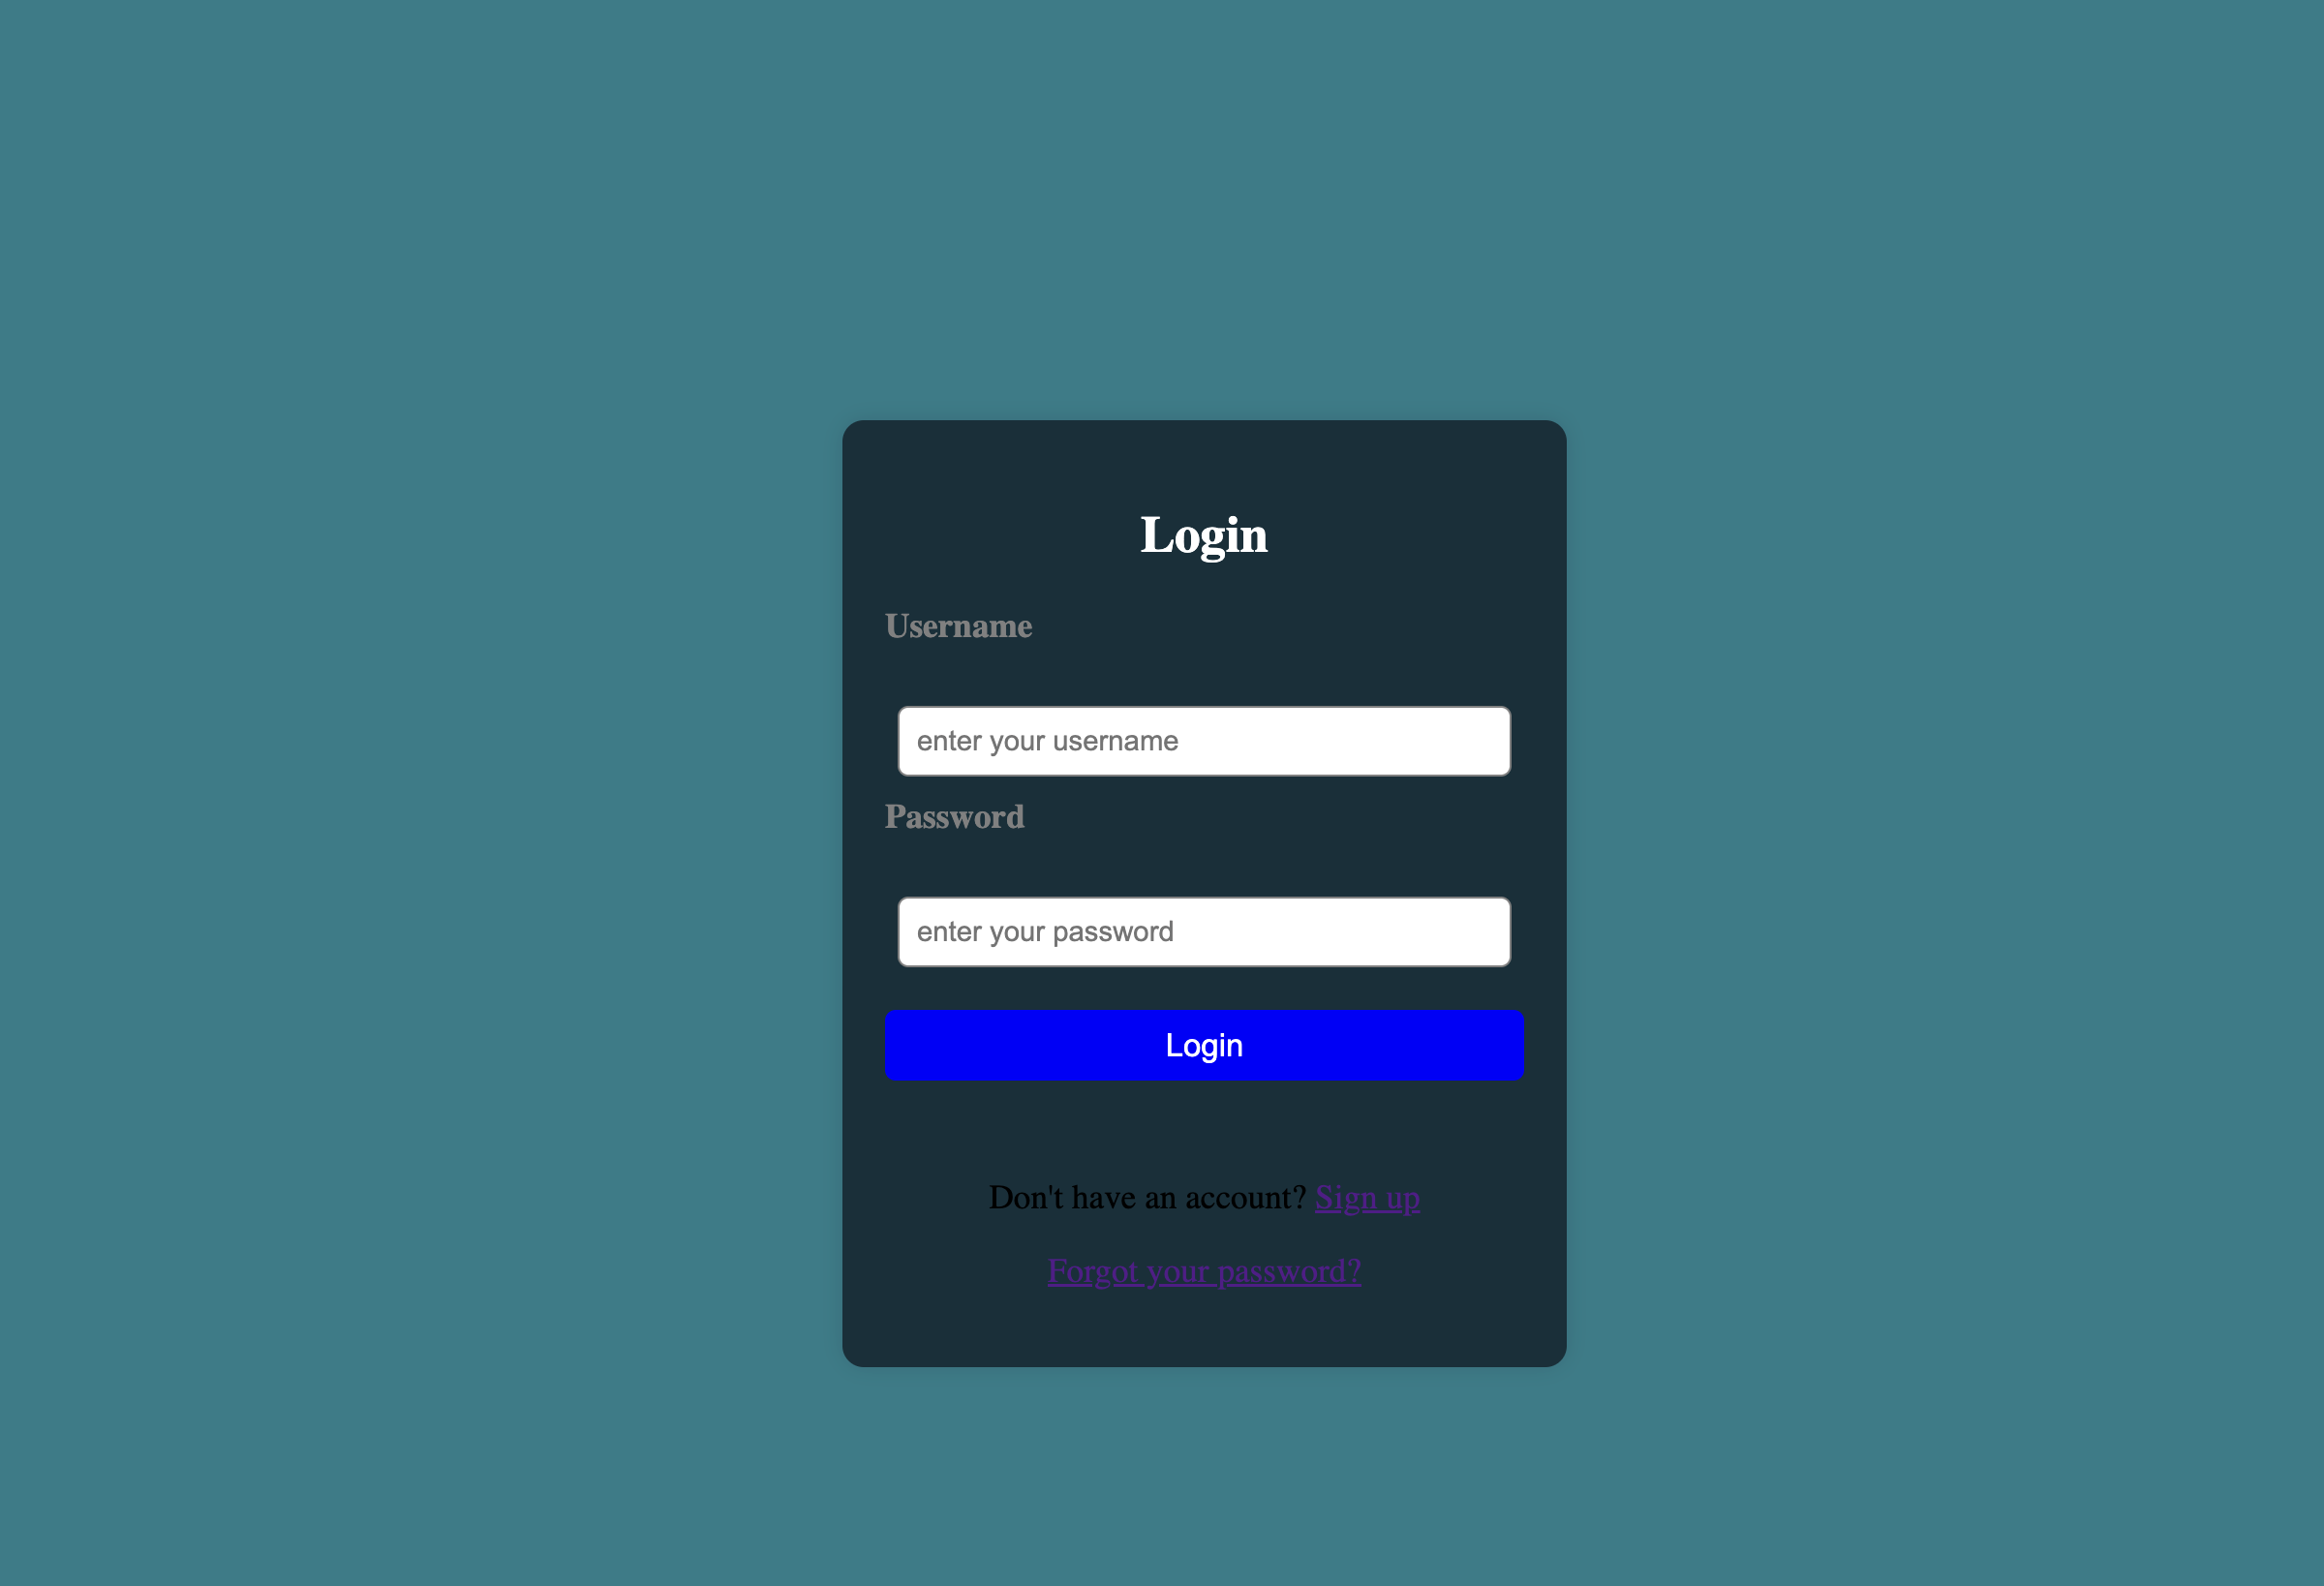 Login
Username
enter your username
Password
enter your password
Login
Don't have an account? Sign up
Forgot your password?